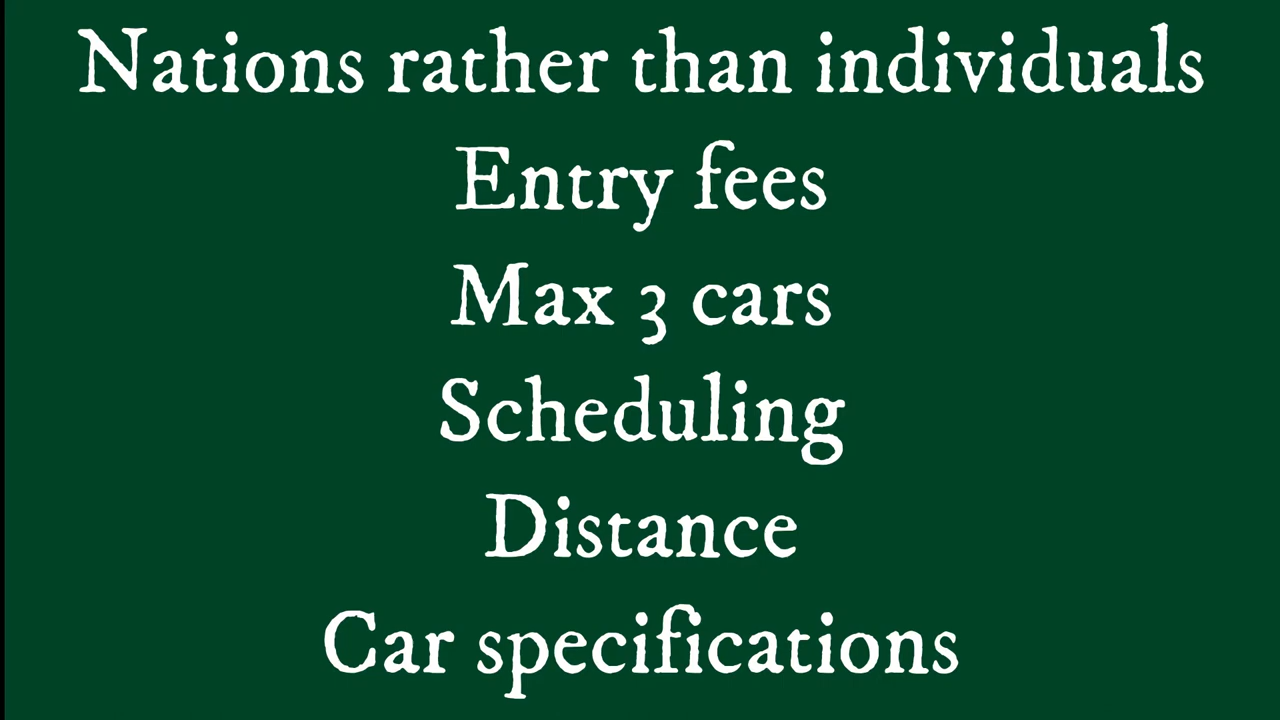 Nations rather than individuals
Entry fees
Max 3 cars
Scheduling
Distance
Car specifications